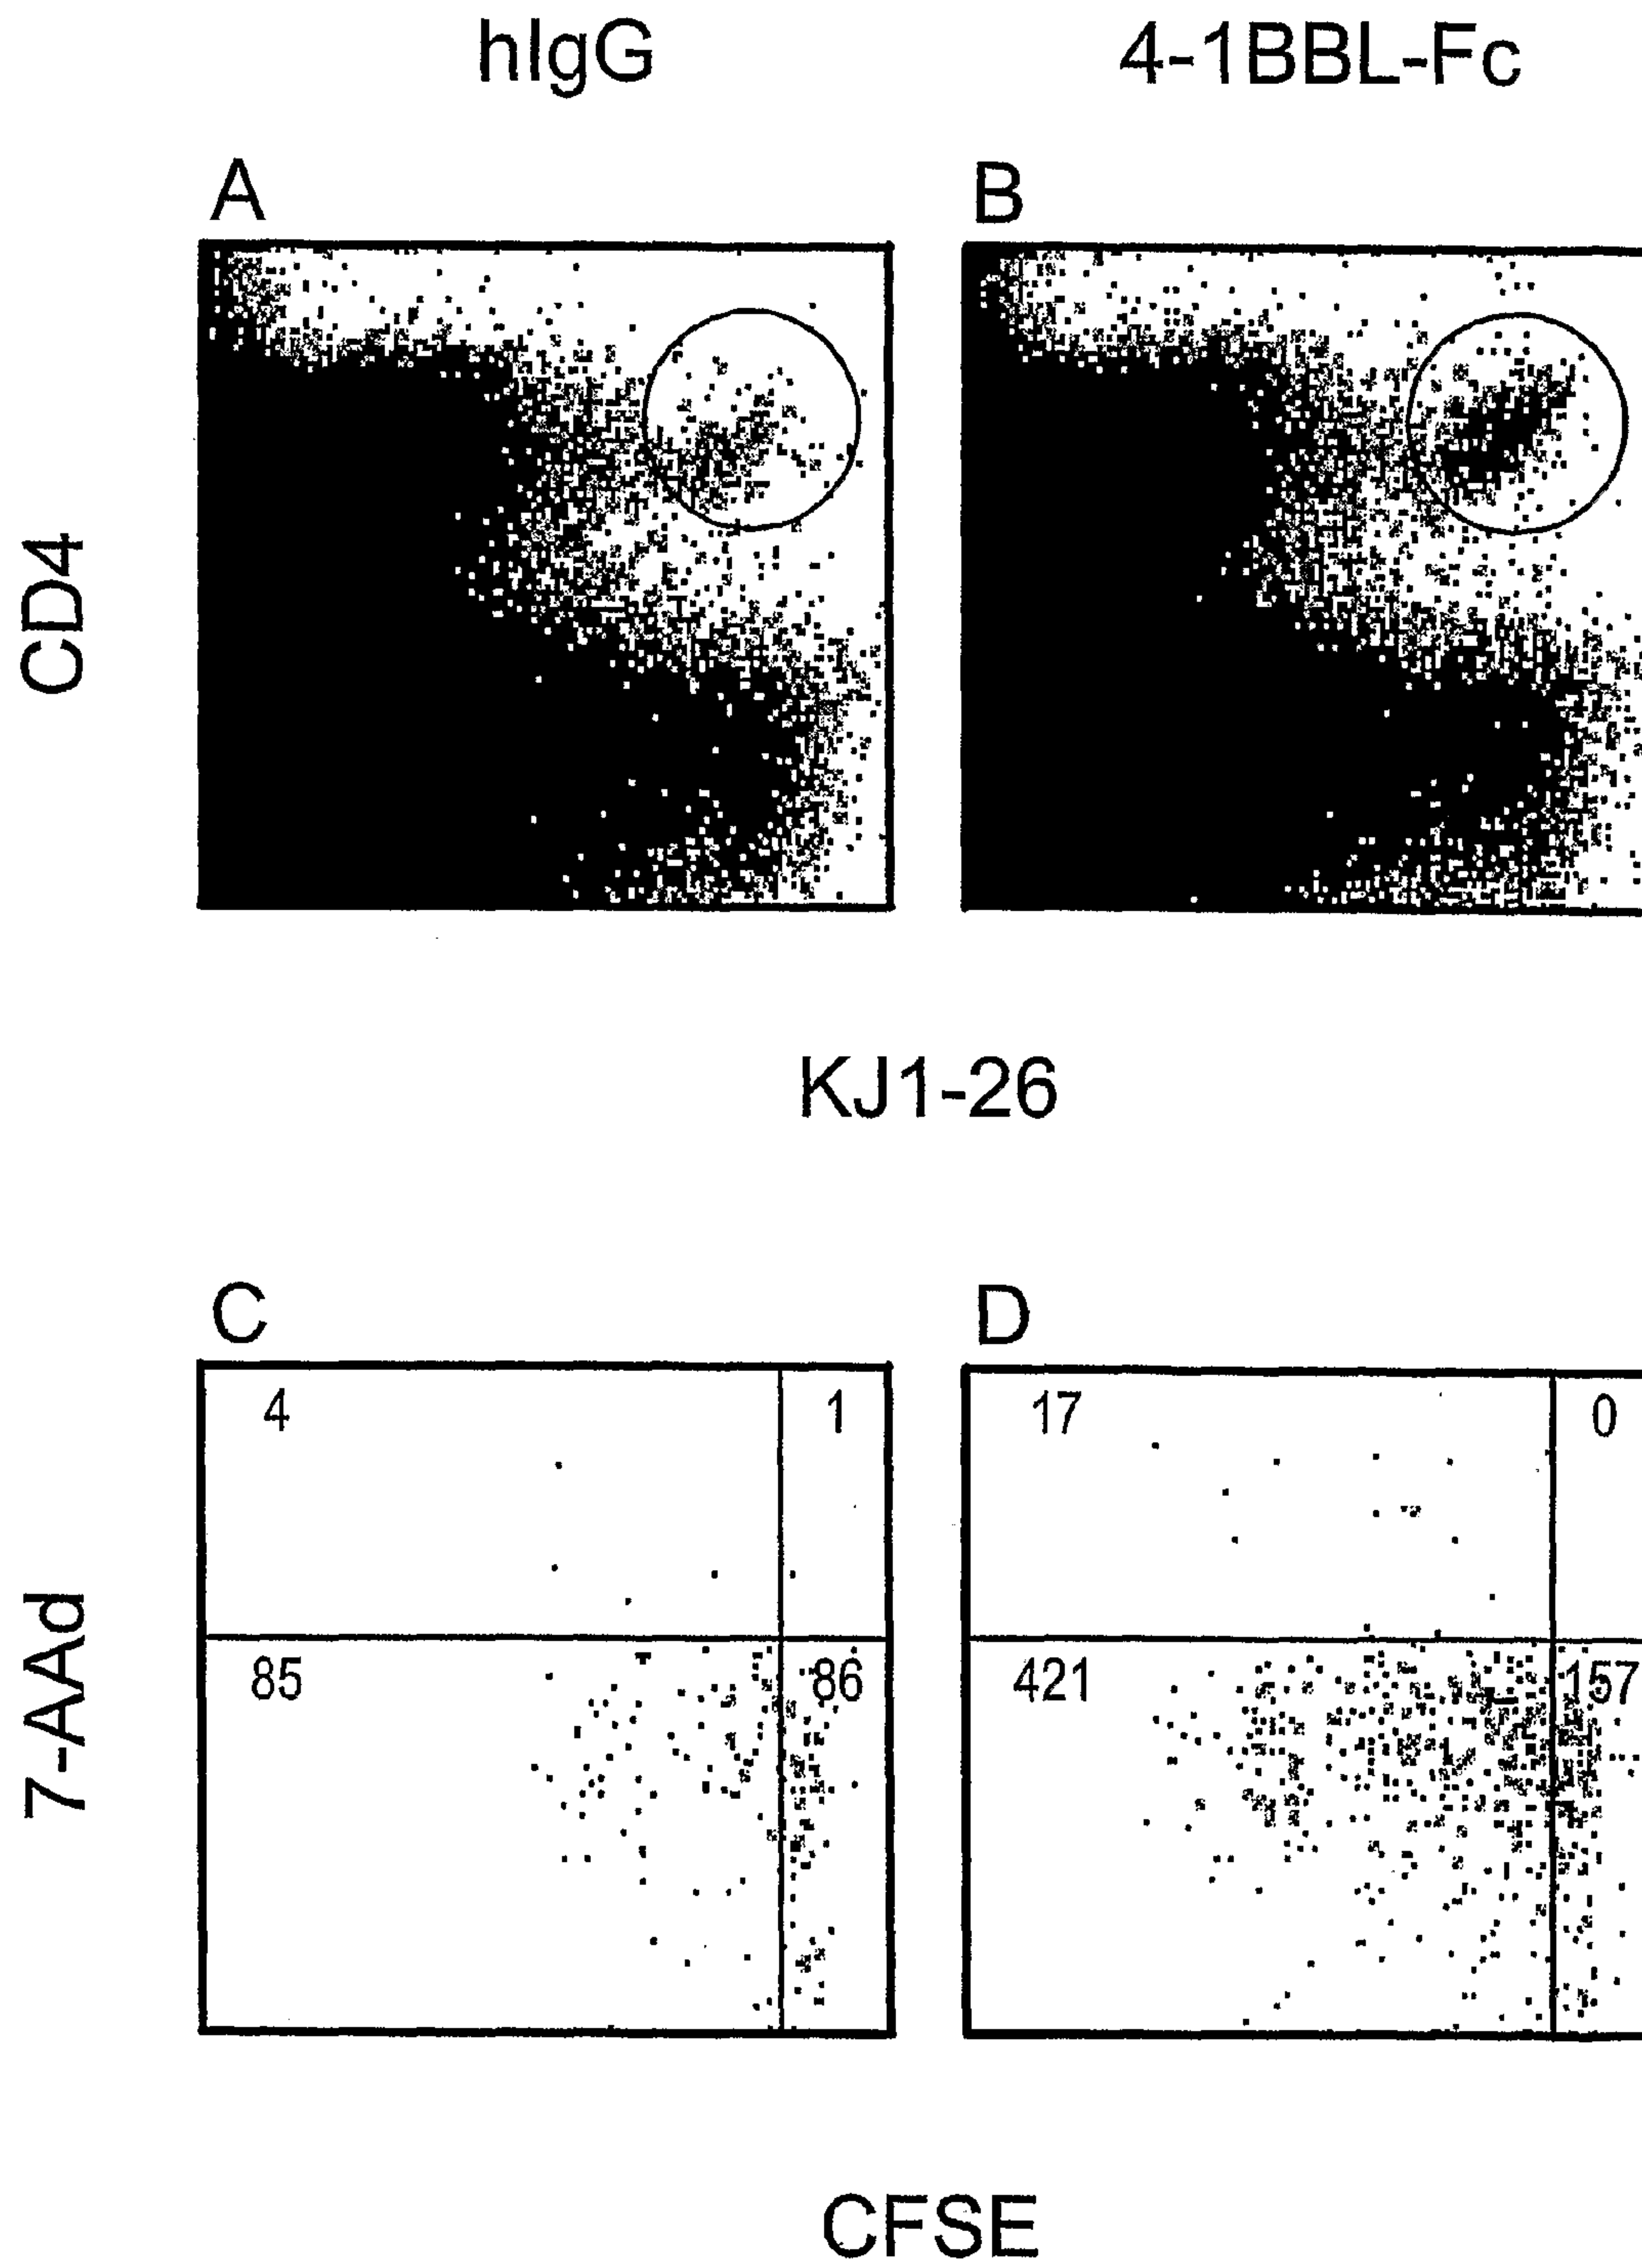 hIgG 4-1BBL-Fc
A B
CD4
KJ1-26
C D
4 1 17 0
85 86 421 157
7-AAd
CFSE